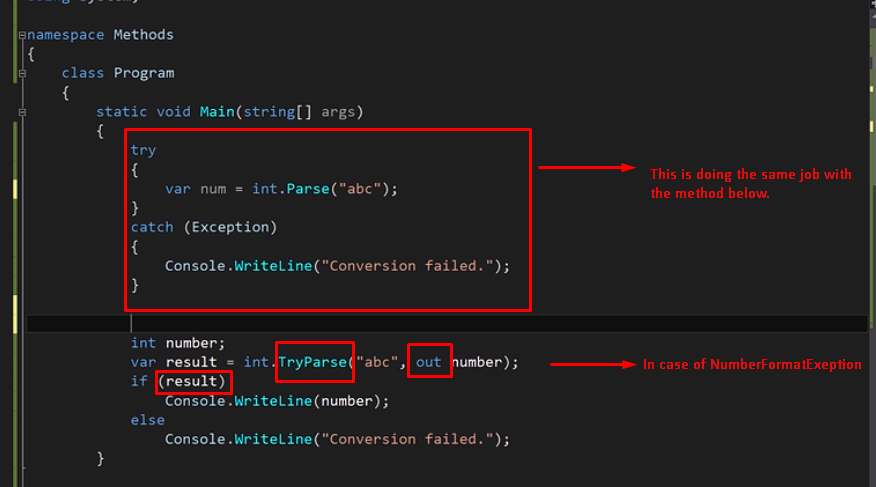 using System;
namespace Methods
{
class Program
{
static void Main(string[] args)
{
try
{
var num = int.Parse("abc");
}
catch (Exception)
{
Console.WriteLine("Conversion failed.");
}
This is doing the same job with
the method below.
int number;
var result = int.TryParse("abc", out number);
In case of NumberFormatExeption
if (result)
Console.WriteLine(number);
else
Console.WriteLine("Conversion failed.");
}